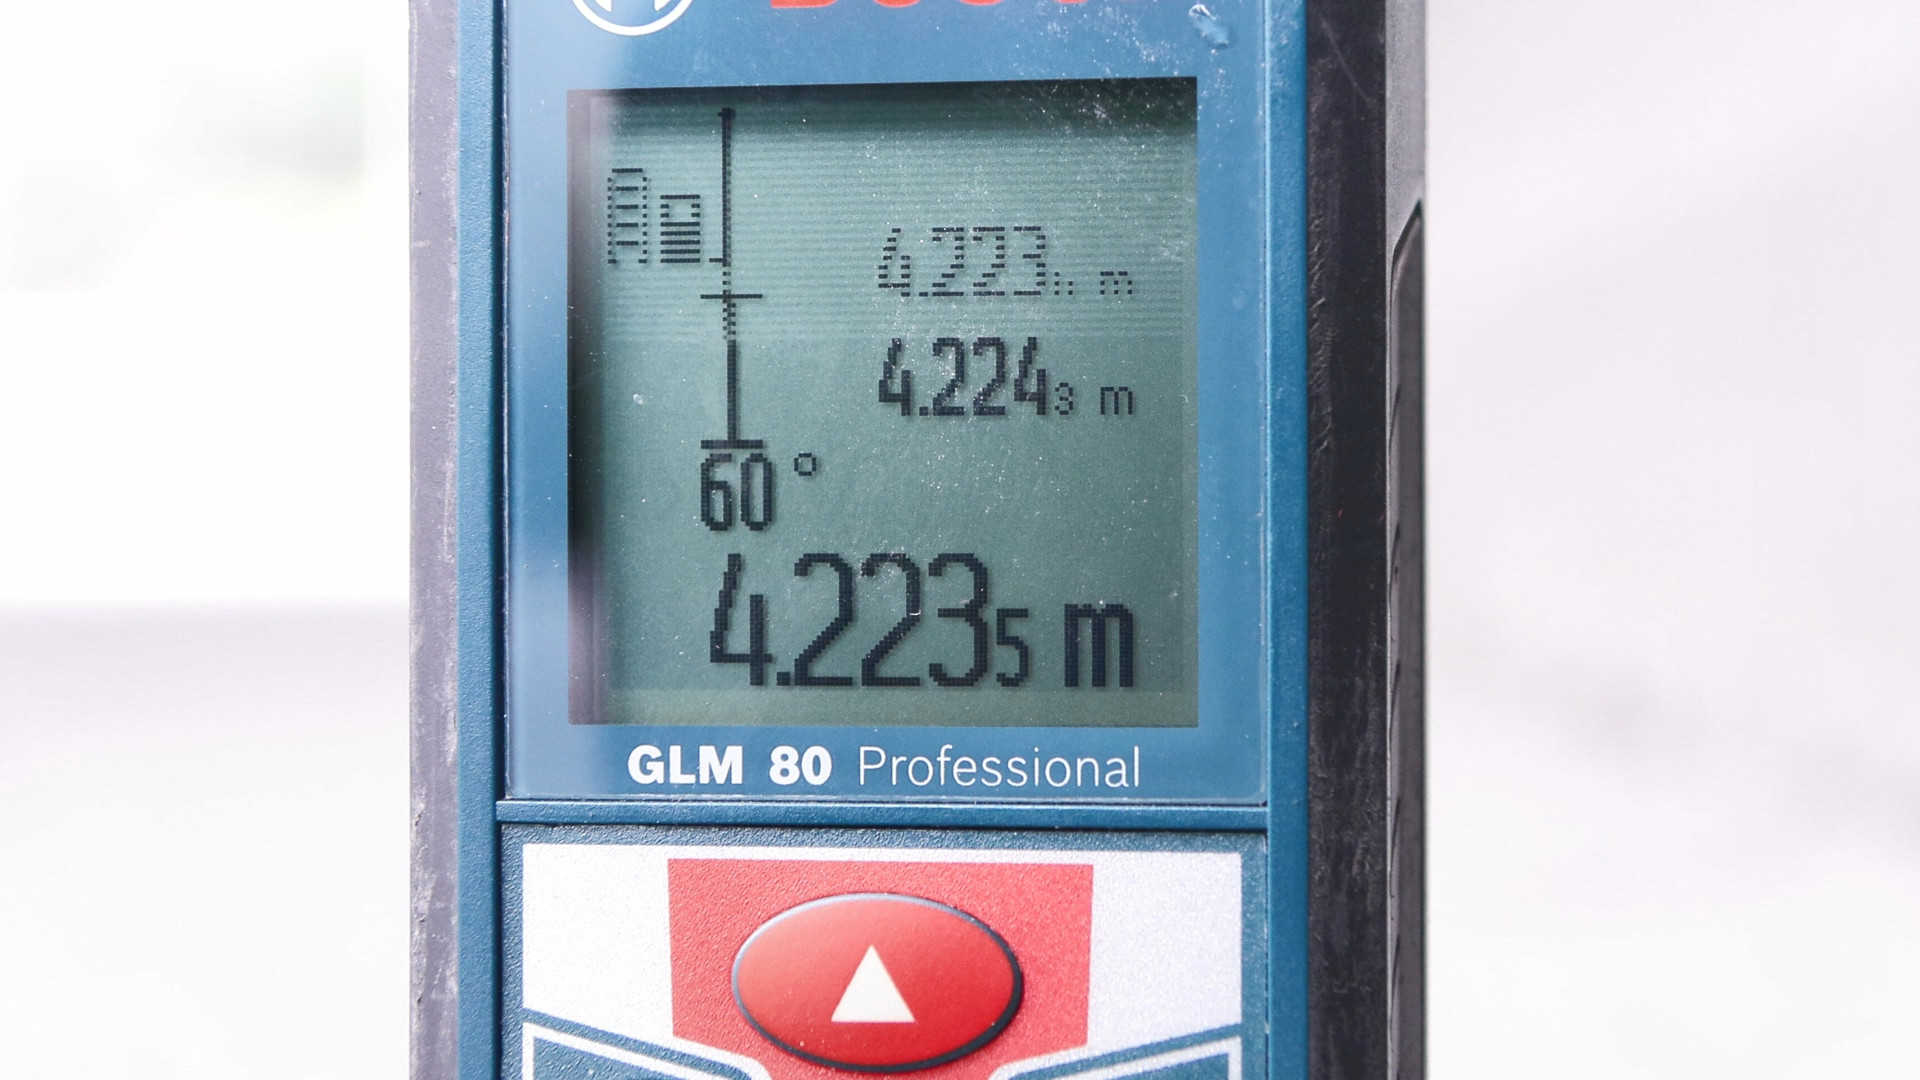 4.223 m
4.2243 m
60°
4.2235 m
GLM 80 Professional